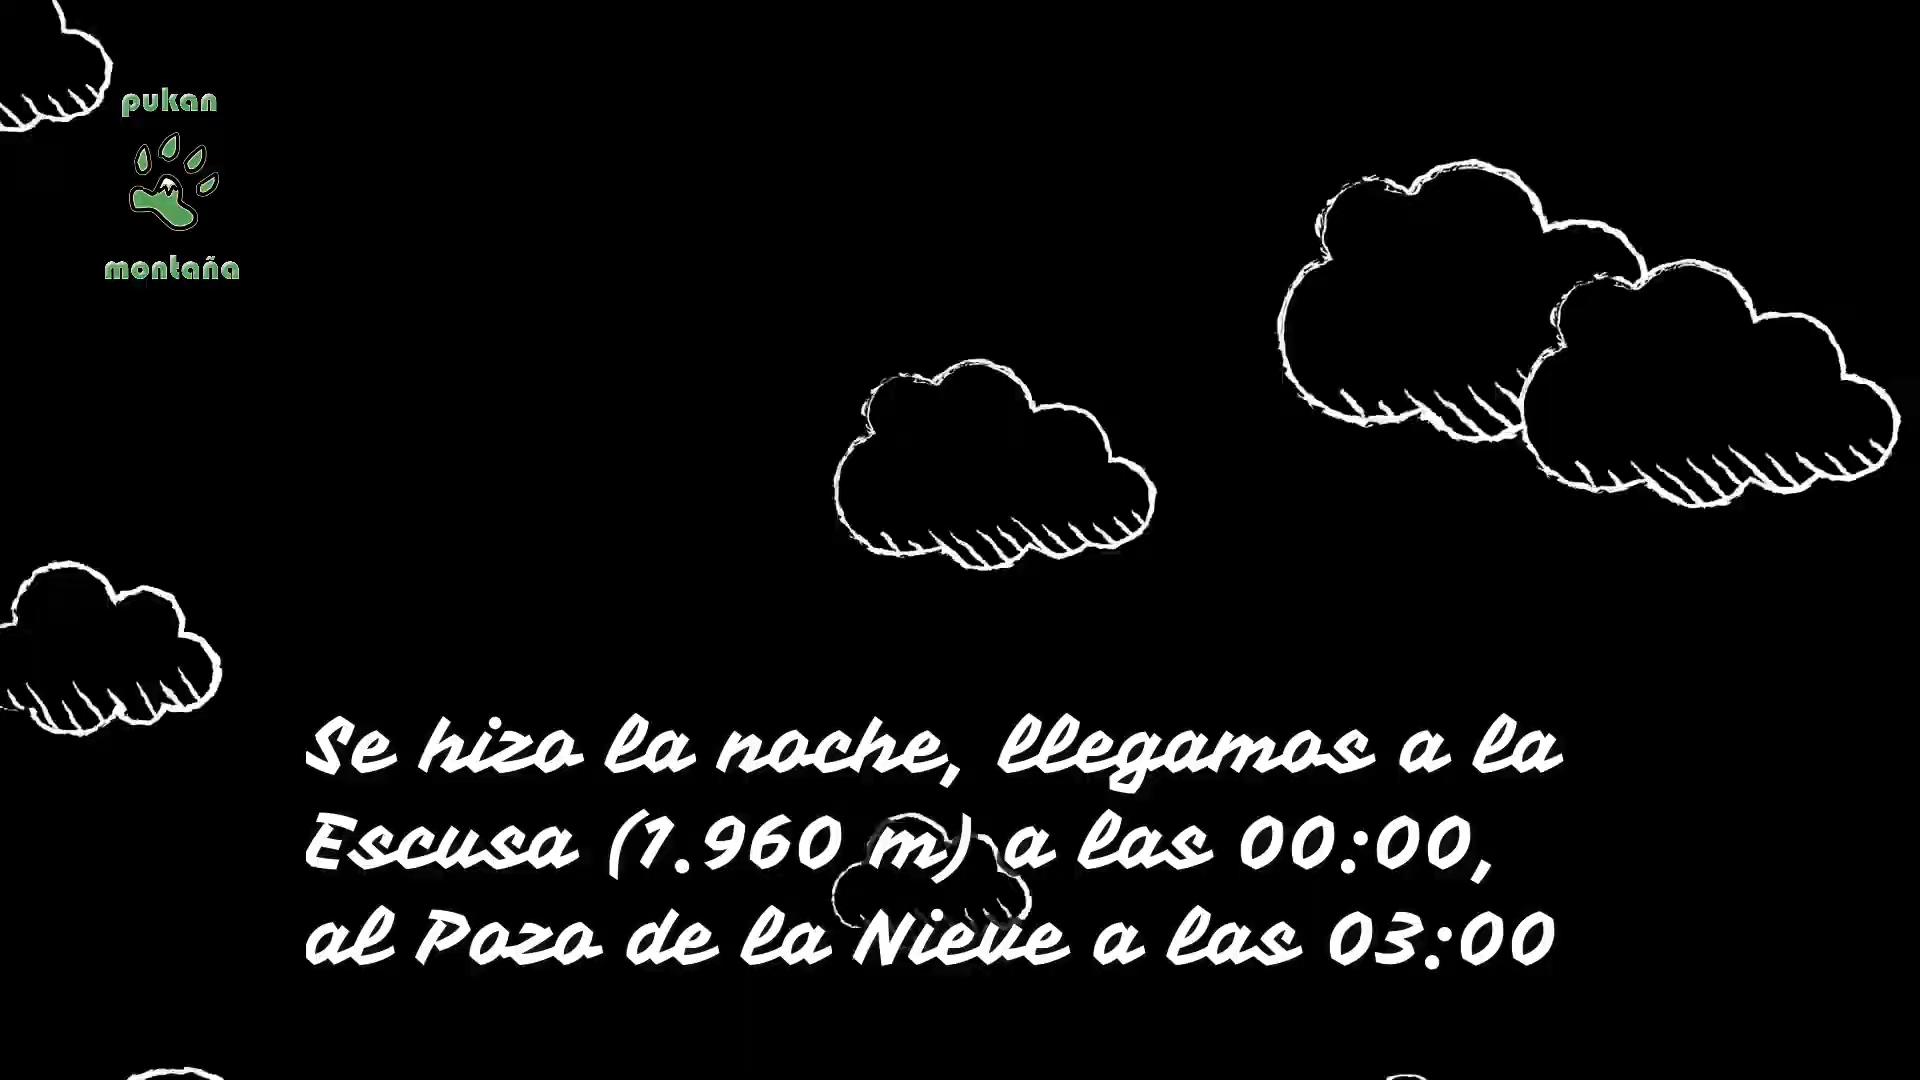 pukan
montaña
Se hizo la noche, llegamos a la
Escusa (1.960 m) a las 00:00,
al Pozo de la Nieve a las 03:00